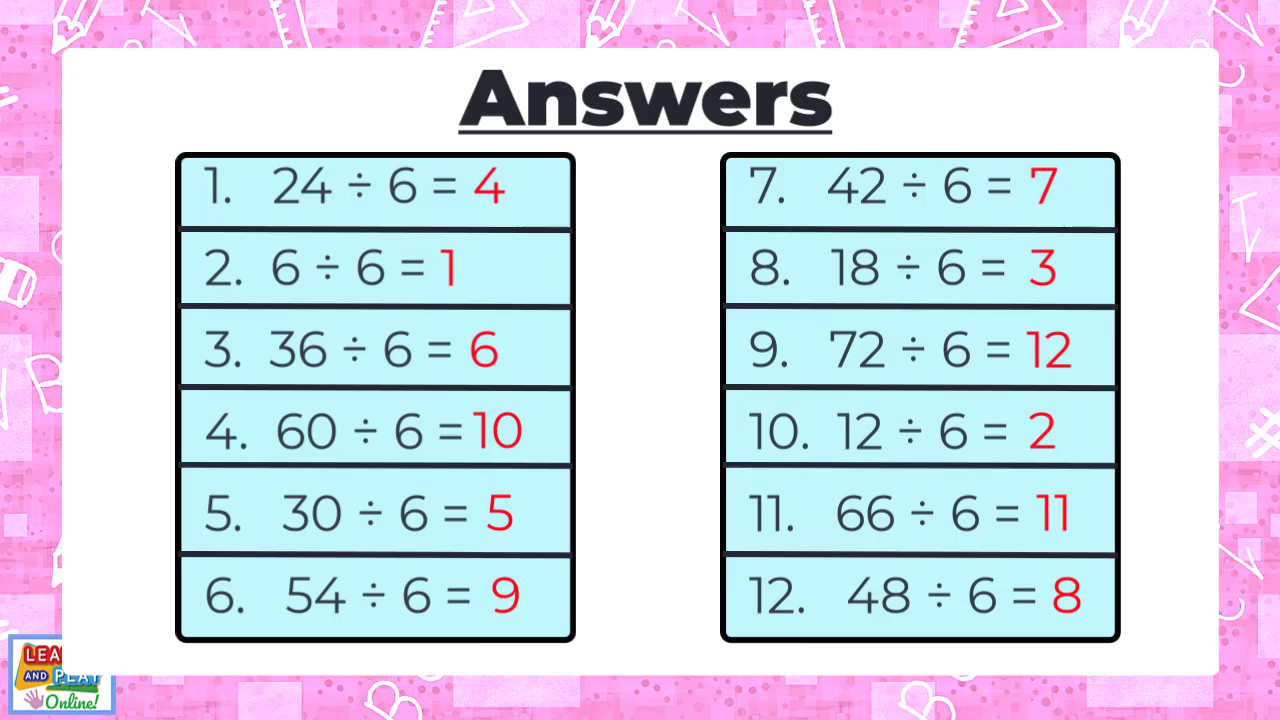 Answers
1. 24 ÷ 6 = 4
2. 6 ÷ 6 = 1
3. 36 ÷ 6 = 6
4. 60 ÷ 6 = 10
5. 30 ÷ 6 = 5
6. 54 ÷ 6 = 9
7. 42 ÷ 6 = 7
8. 18 ÷ 6 = 3
9. 72 ÷ 6 = 12
10. 12 ÷ 6 = 2
11. 66 ÷ 6 = 11
12. 48 ÷ 6 = 8
AND PLAY
Online!